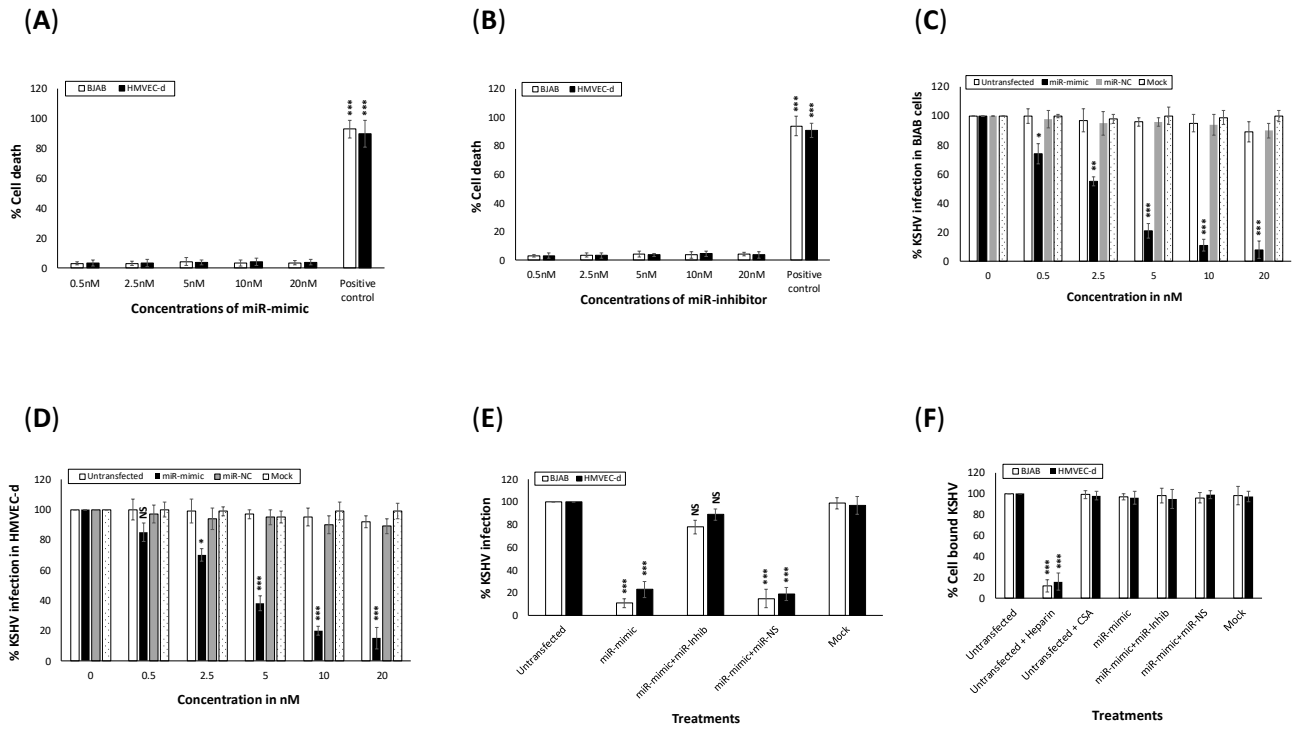 (A)
BJAB HMVEC-d
% Cell death
120
100
80
60
40
20
0
*** ***
0.5nM 2.5nM 5nM 10nM 20nM Positive control
Concentrations of miR-mimic
(B)
BJAB HMVEC-d
% Cell death
120
100
80
60
40
20
0
*** ***
0.5nM 2.5nM 5nM 10nM 20nM Positive control
Concentrations of miR-inhibitor
(C)
Untransfected miR-mimic miR-NC Mock
% KSHV infection in BJAB cells
120
100
80
60
40
20
0
* ** *** *** ***
0 0.5 2.5 5 10 20
Concentration in nM
(D)
Untransfected miR-mimic miR-NC Mock
% KSHV infection in HMVEC-d
120
100
80
60
40
20
0
NS * *** *** ***
0 0.5 2.5 5 10 20
Concentration in nM
(E)
BJAB HMVEC-d
% KSHV infection
120
100
80
60
40
20
0
*** *** NS NS *** ***
Untransfected miR-mimic miR-mimic+miR-Inhib miR-mimic+miR-NS Mock
Treatments
(F)
BJAB HMVEC-d
% Cell bound KSHV
120
100
80
60
40
20
0
*** ***
Untransfected Untransfected + Heparin Untransfected + CSA miR-mimic miR-mimic+miR-Inhib miR-mimic+miR-NS Mock
Treatments